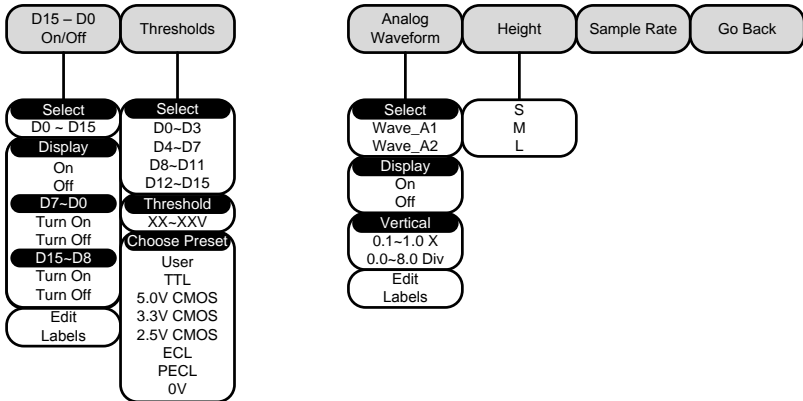 D15 – D0
On/Off
Thresholds
Analog
Waveform
Height
Sample Rate
Go Back
Select
D0 ~ D15
Display
On
Off
D7~D0
Turn On
Turn Off
D15~D8
Turn On
Turn Off
Edit
Labels
Select
D0~D3
D4~D7
D8~D11
D12~D15
Threshold
XX~XXV
Choose Preset
User
TTL
5.0V CMOS
3.3V CMOS
2.5V CMOS
ECL
PECL
0V
Select
Wave_A1
Wave_A2
Display
On
Off
Vertical
0.1~1.0 X
0.0~8.0 Div
Edit
Labels
S
M
L